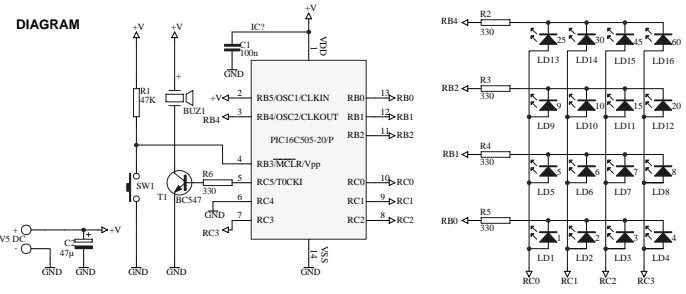 DIAGRAM
+V
+V
IC?
+V
C1
100n
GND
VDD
1
R1
47K
+
BUZ1
+V
2
RB5/OSC1/CLKIN
RB0
13
RB0
RB4
3
RB4/OSC2/CLKOUT
RB1
12
RB1
RB2
11
RB2
PIC16C505-20/P
4
RB3/MCLR/Vpp
R6
330
5
RC5/T0CKI
RC0
10
RC0
SW1
T1
BC547
GND
6
RC4
RC1
9
RC1
RC3
7
RC3
RC2
8
RC2
VSS
14
GND
+
V5 DC
-
GND
C2
47µ
+
+V
GND
GND
GND
RB4
R2
330
25
30
45
60
LD13
LD14
LD15
LD16
RB2
R3
330
9
10
15
20
LD9
LD10
LD11
LD12
RB1
R4
330
5
6
7
8
LD5
LD6
LD7
LD8
RB0
R5
330
1
2
3
4
LD1
LD2
LD3
LD4
RC0
RC1
RC2
RC3